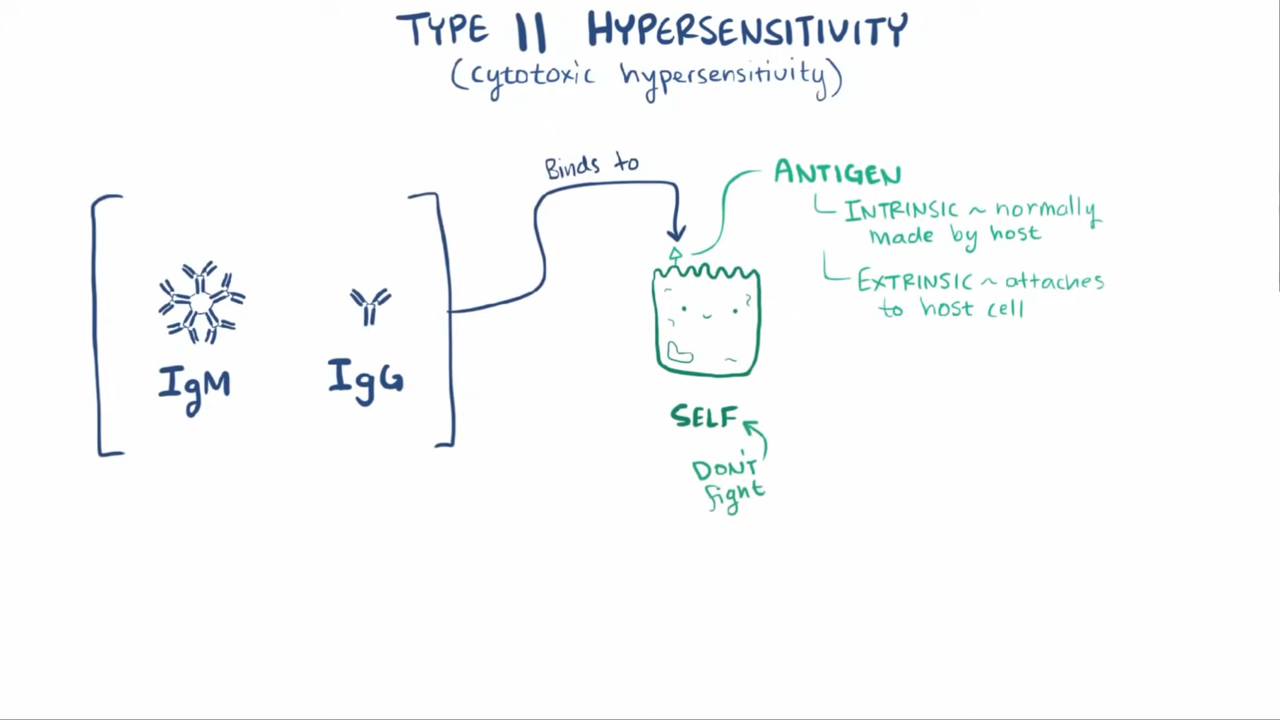 TYPE II HYPERSENSITIVITY
(cytotoxic hypersensitivity)
Binds to
ANTIGEN
INTRINSIC ~ normally
made by host
EXTRINSIC ~ attaches
to host cell
IgM
IgG
SELF
DON'T
fight